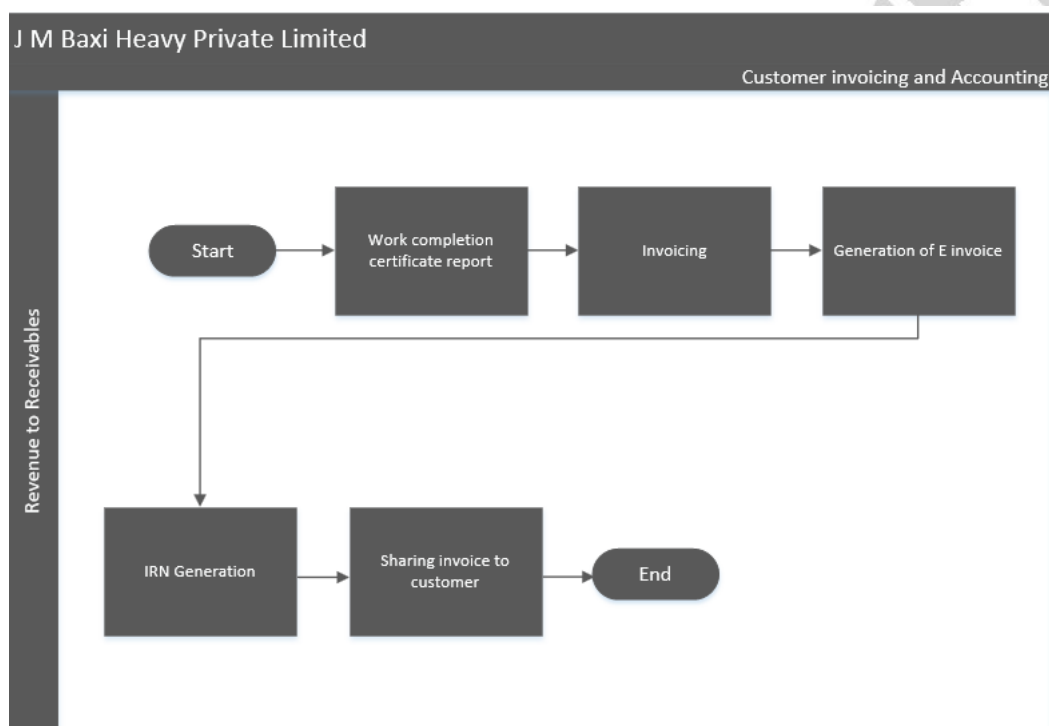 J M Baxi Heavy Private Limited
Customer invoicing and Accounting
Revenue to Receivables
Start
Work completion
certificate report
Invoicing
Generation of E invoice
IRN Generation
Sharing invoice to
customer
End